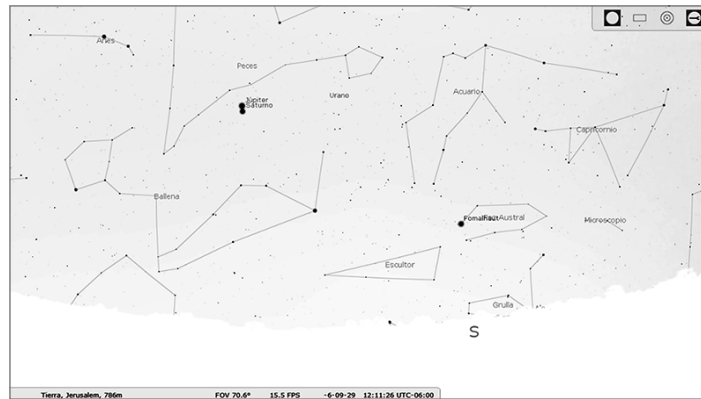 Aries
Peces
Júpiter
Saturno
Urano
Acuario
Capricornio
Ballena
Fomalhaut
Pez Austral
Microscopio
Escultor
Grulla
S
Tierra, Jerusalem, 786m FOV 70.6° 15.5 FPS -6-09-29 12:11:26 UTC-06:00